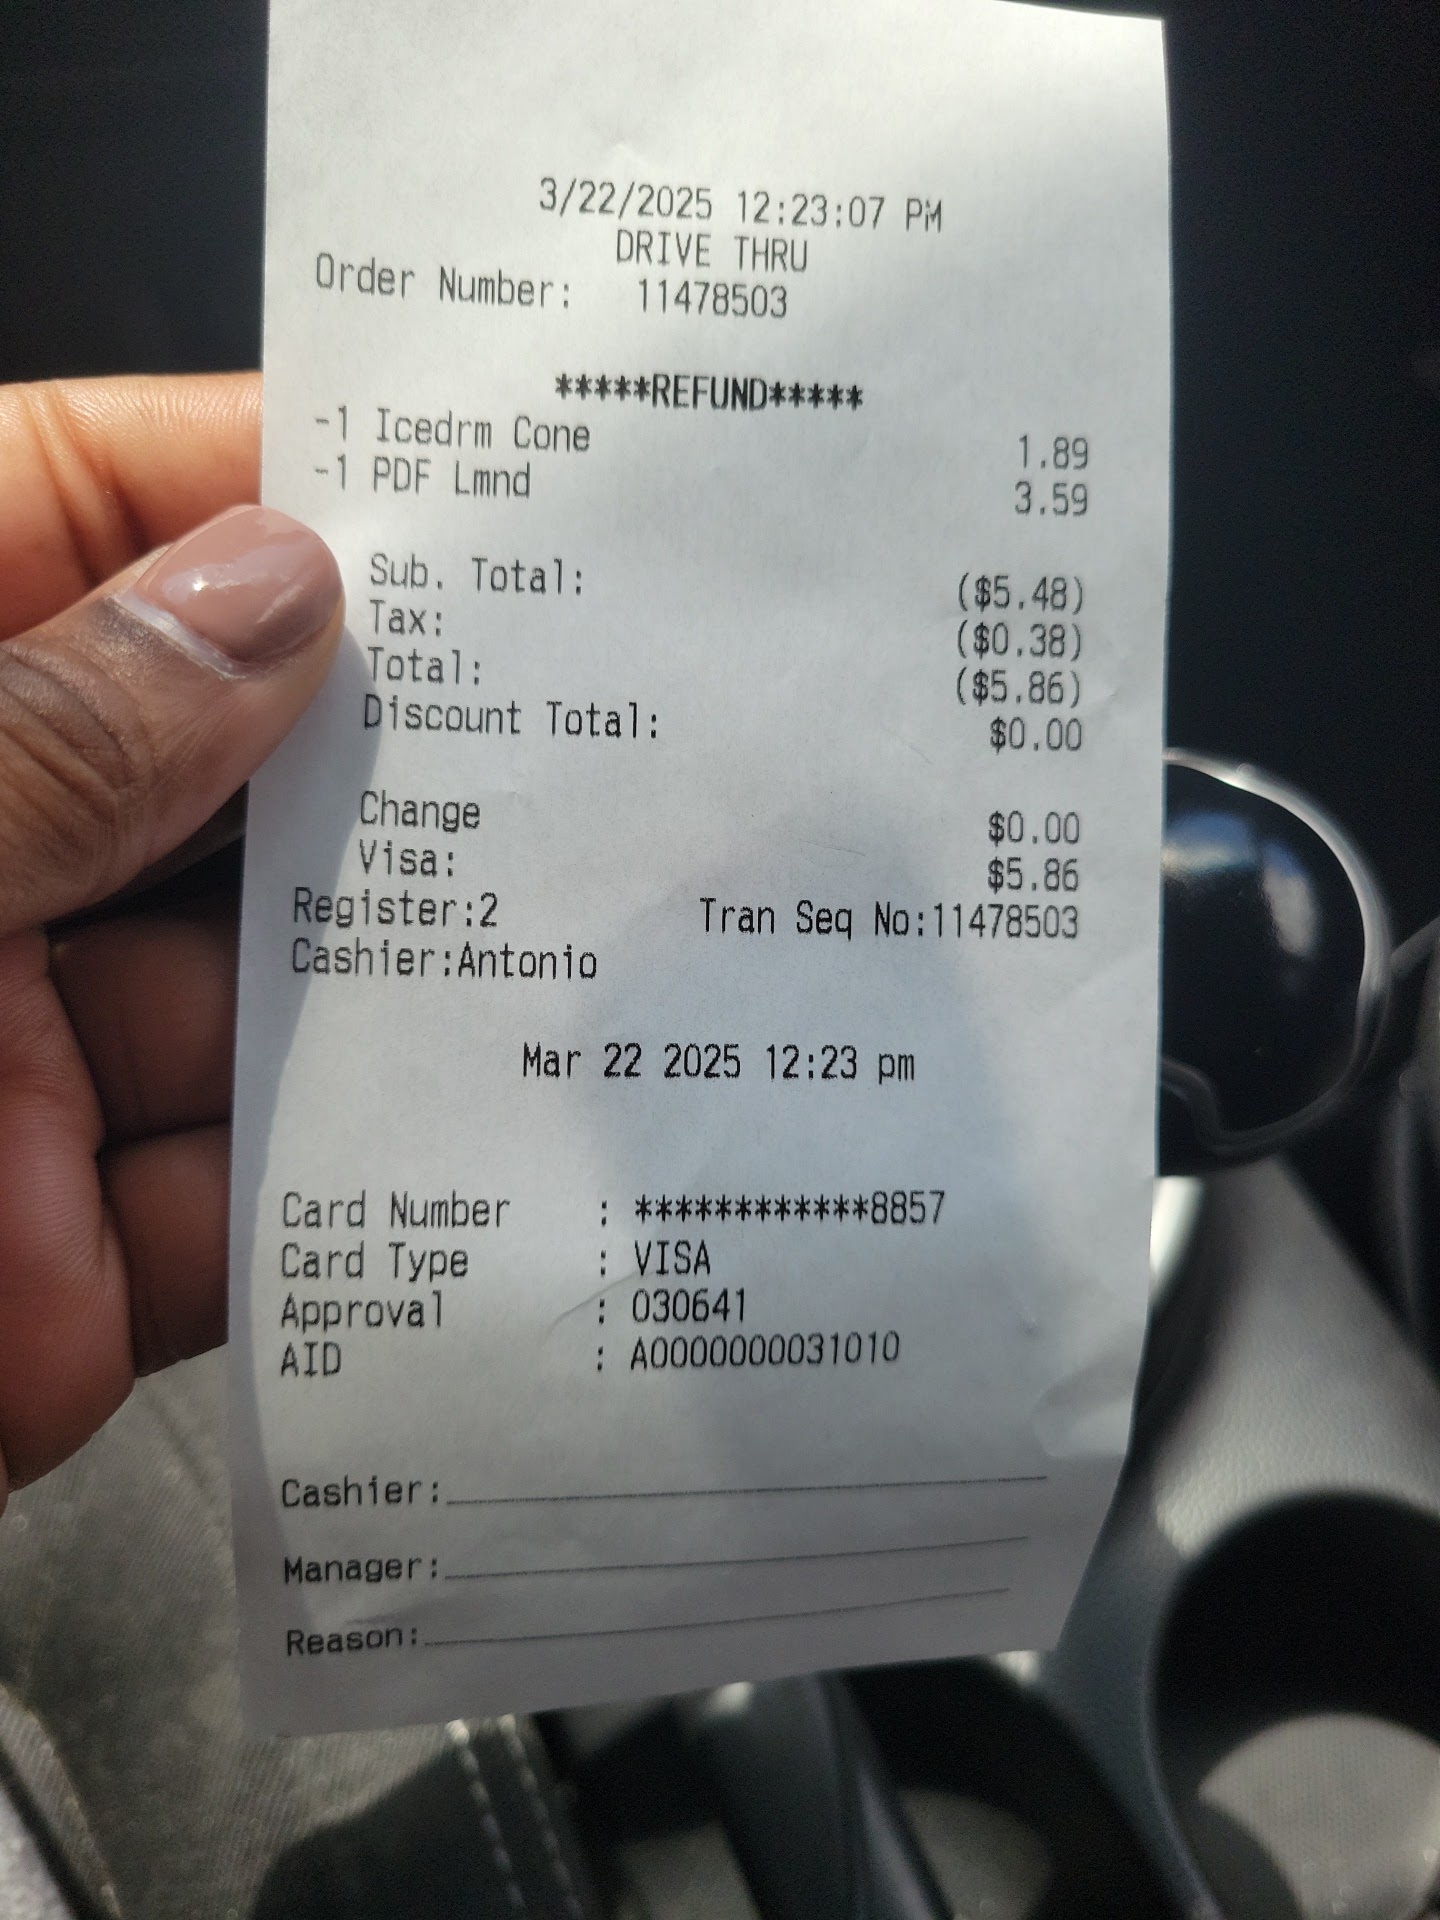 3/22/2025 12:23:07 PM
DRIVE THRU
Order Number: 11478503
*****REFUND*****
-1 Icedrm Cone 1.89
-1 PDF Lmnd 3.59
Sub. Total: ($5.48)
Tax: ($0.38)
Total: ($5.86)
Discount Total: $0.00
Change $0.00
Visa: $5.86
Register:2 Tran Seq No:11478503
Cashier:Antonio
Mar 22 2025 12:23 pm
Card Number : ************8857
Card Type : VISA
Approval : 030641
AID : A0000000031010
Cashier:
Manager:
Reason: